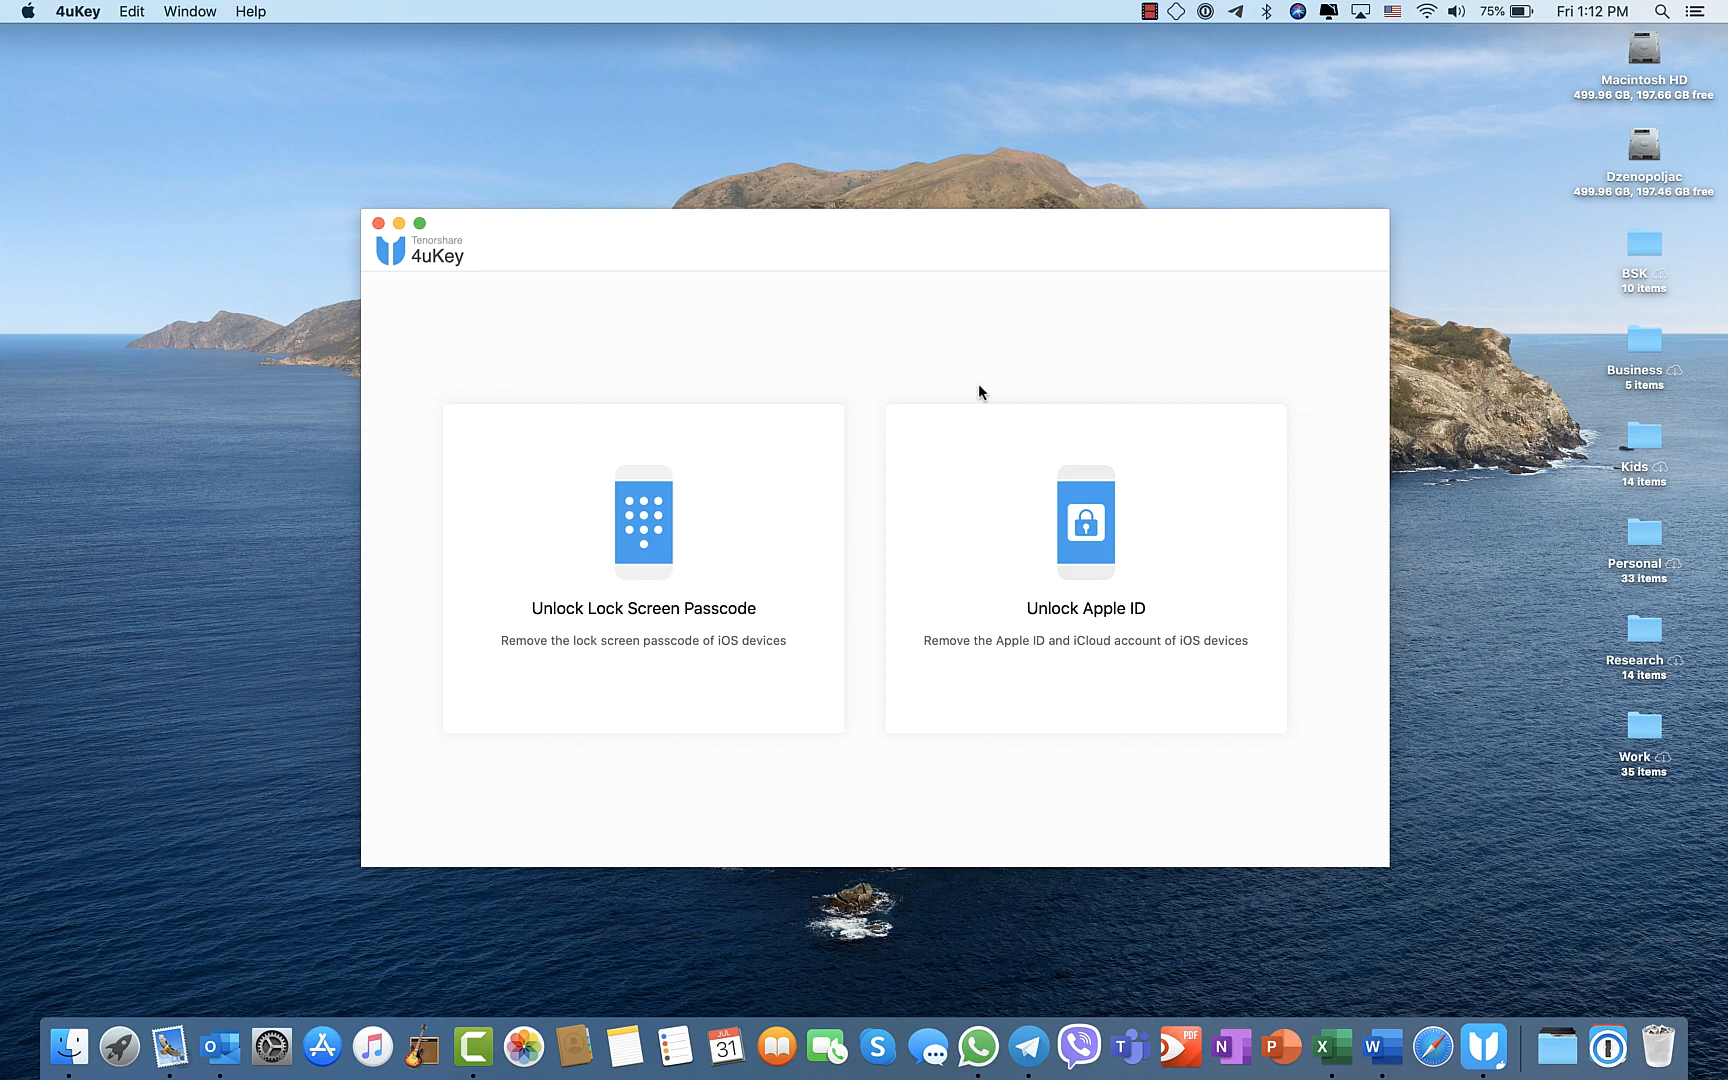 4uKey Edit Window Help
75% Fri 1:12 PM
Macintosh HD
499.96 GB, 197.66 GB free
Dzenopoljac
499.96 GB, 197.46 GB free
BSK
10 items
Business
5 items
Kids
14 items
Personal
33 items
Research
14 items
Work
35 items
Tenorshare
4uKey
Unlock Lock Screen Passcode
Remove the lock screen passcode of iOS devices
Unlock Apple ID
Remove the Apple ID and iCloud account of iOS devices
JUL
31
PDF